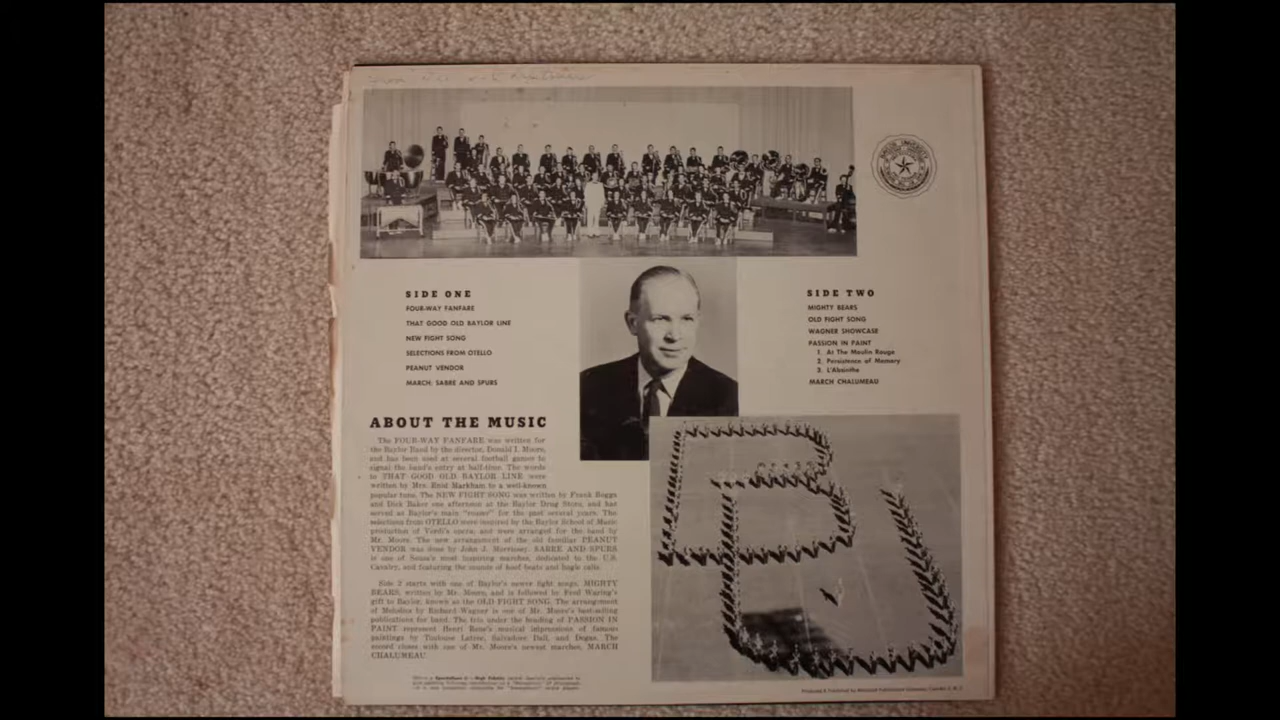 SIDE ONE
FOUR-WAY FANFARE
THAT GOOD OLD BAYLOR LINE
NEW FIGHT SONG
SELECTIONS FROM OTELLO
PEANUT VENDOR
MARCH: SABRE AND SPURS
SIDE TWO
MIGHTY BEARS
OLD FIGHT SONG
WAGNER SHOWCASE
PASSION IN PAINT
1. At The Moulin Rouge
2. Persistence of Memory
3. L'Absinthe
MARCH CHALUMEAU
ABOUT THE MUSIC
The FOUR-WAY FANFARE was written for
the Baylor Band by the director, Donald I. Moore,
and has been used at several football games to
signal the band's entry at half-time. The words
to THAT GOOD OLD BAYLOR LINE were
written by Mrs. Enid Markham to a well-known
popular tune. The NEW FIGHT SONG was written by Frank Boggs
and Dick Baker one afternoon at the Baylor Drug Store, and has
served at Baylor's main "rouser" for the past several years. The
selections from OTELLO were inspired by the Baylor School of Music
production of Verdi's opera, and were arranged for the band by
Mr. Moore. The new arrangement of the old familiar PEANUT
VENDOR was done by John J. Morrissey. SABRE AND SPURS
is one of Sousa's most inspiring marches, dedicated to the U.S.
Cavalry, and featuring the sounds of hoof beats and bugle calls.
Side 2 starts with one of Baylor's newer fight songs, MIGHTY
BEARS, written by Mr. Moore, and is followed by Fred Waring's
gift to Baylor, known as the OLD FIGHT SONG. The arrangement
of Melodies by Richard Wagner is one of Mr. Moore's best-selling
publications for band. The trio under the heading of PASSION IN
PAINT represent Henri Rene's musical impressions of famous
paintings by Toulouse Latrec, Salvadore Dali, and Degas. The
record closes with one of Mr. Moore's newest marches, MARCH
CHALUMEAU.